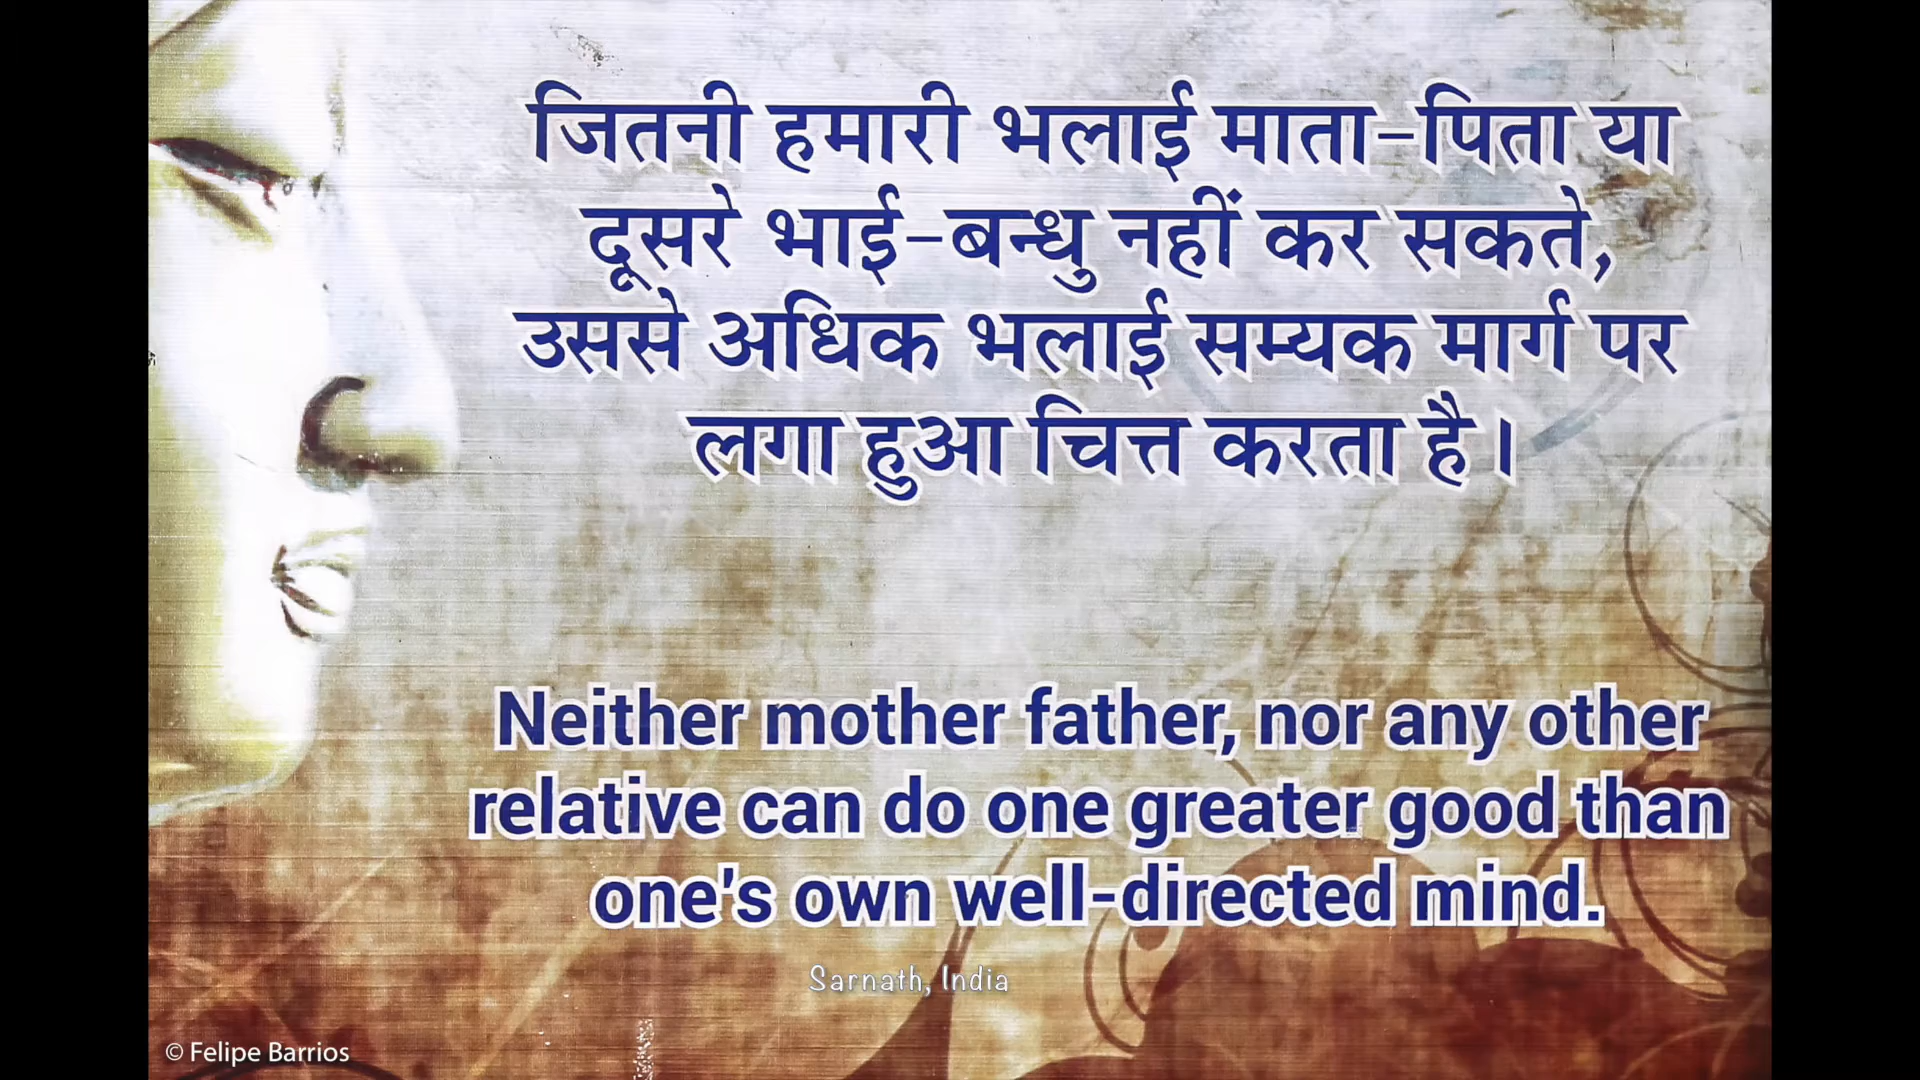 जितनी हमारी भलाई माता-पिता या
दूसरे भाई-बन्धु नहीं कर सकते,
उससे अधिक भलाई सम्यक मार्ग पर
लगा हुआ चित्त करता है।
Neither mother father, nor any other
relative can do one greater good than
one's own well-directed mind.
Sarnath, India
© Felipe Barrios